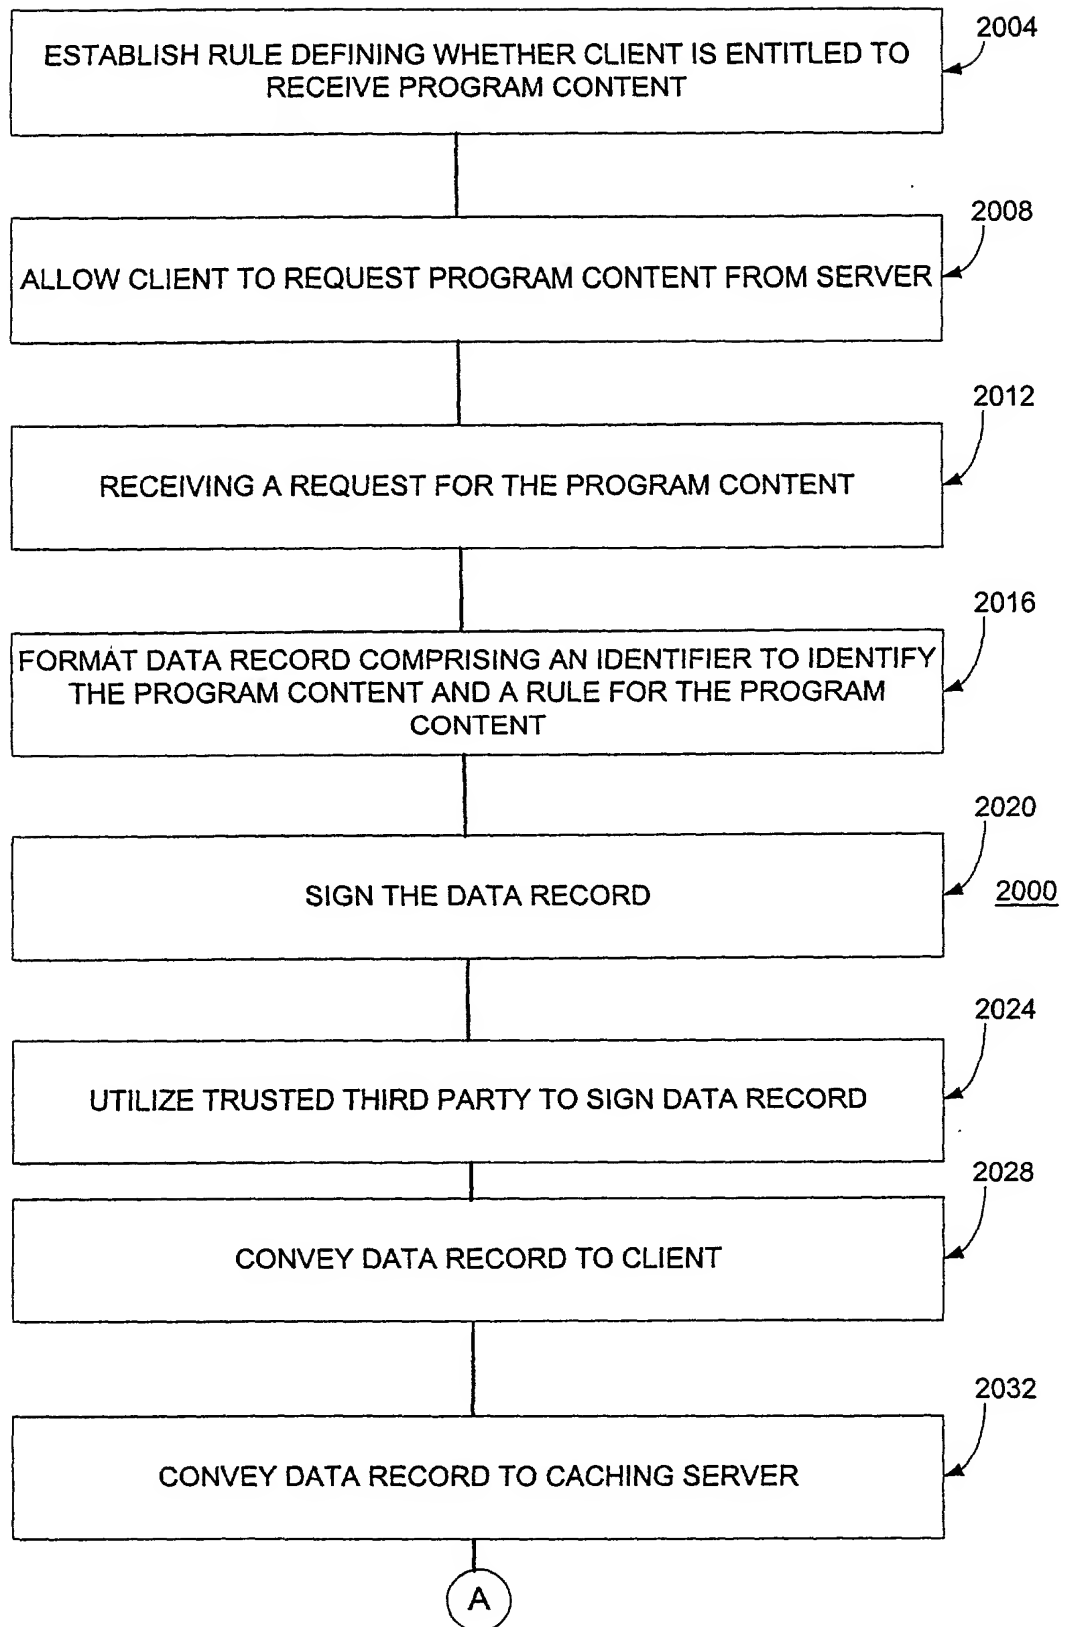 2004
ESTABLISH RULE DEFINING WHETHER CLIENT IS ENTITLED TO
RECEIVE PROGRAM CONTENT
2008
ALLOW CLIENT TO REQUEST PROGRAM CONTENT FROM SERVER
2012
RECEIVING A REQUEST FOR THE PROGRAM CONTENT
2016
FORMAT DATA RECORD COMPRISING AN IDENTIFIER TO IDENTIFY
THE PROGRAM CONTENT AND A RULE FOR THE PROGRAM
CONTENT
2020
SIGN THE DATA RECORD
2000
2024
UTILIZE TRUSTED THIRD PARTY TO SIGN DATA RECORD
2028
CONVEY DATA RECORD TO CLIENT
2032
CONVEY DATA RECORD TO CACHING SERVER
A